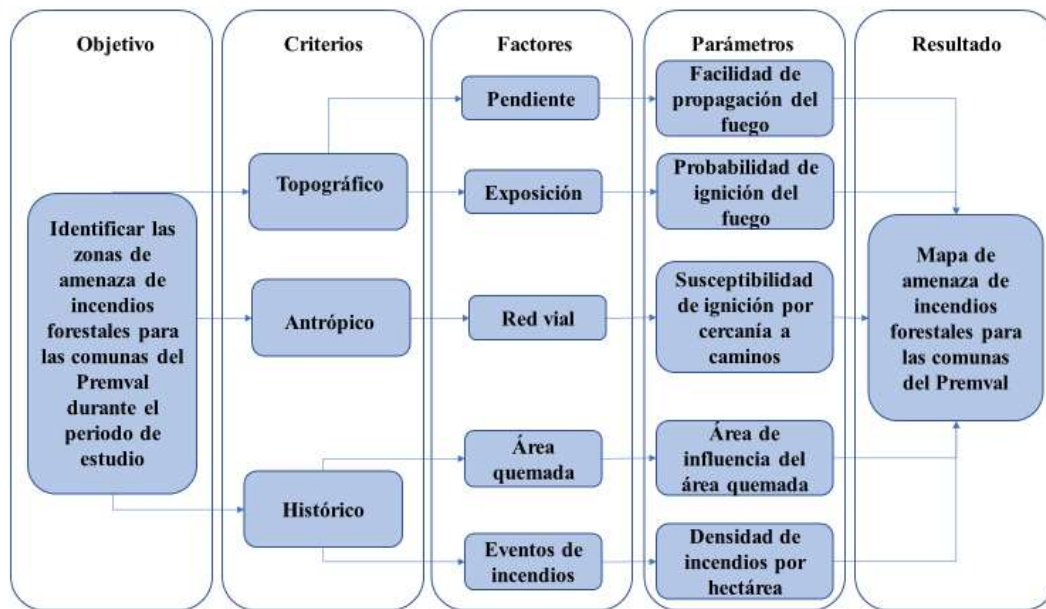 Objetivo
Criterios
Factores
Parámetros
Resultado
Identificar las
zonas de
amenaza de
incendios
forestales para
las comunas del
Premval
durante el
periodo de
estudio
Topográfico
Antrópico
Histórico
Pendiente
Exposición
Red vial
Área
quemada
Eventos de
incendios
Facilidad de
propagación del
fuego
Probabilidad de
ignición del
fuego
Susceptibilidad
de ignición por
cercanía a
caminos
Área de
influencia del
área quemada
Densidad de
incendios por
hectárea
Mapa de
amenaza de
incendios
forestales para
las comunas
del Premval